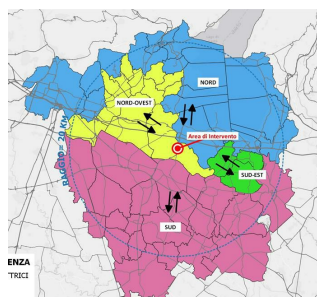 NORD
NORD-OVEST
Area di Intervento
RAGGIO= 20 KM
SUD-EST
SUD
ENZA
TRICI